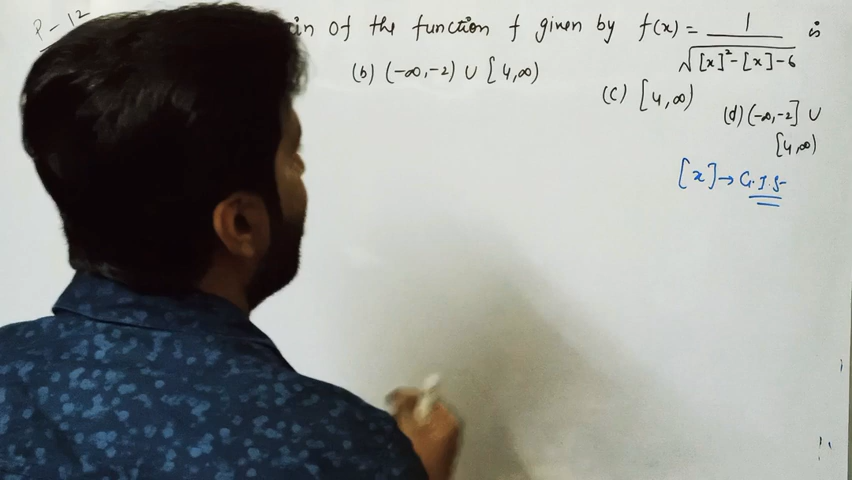 P-12 in of the function f given by f(x) = 1/√([x]²-[x]-6) is
(b) (-∞,-2) ∪ [4,∞)
(c) [4,∞)
(d) (-∞,-2] ∪
[4,∞)
[x]→G.I.F